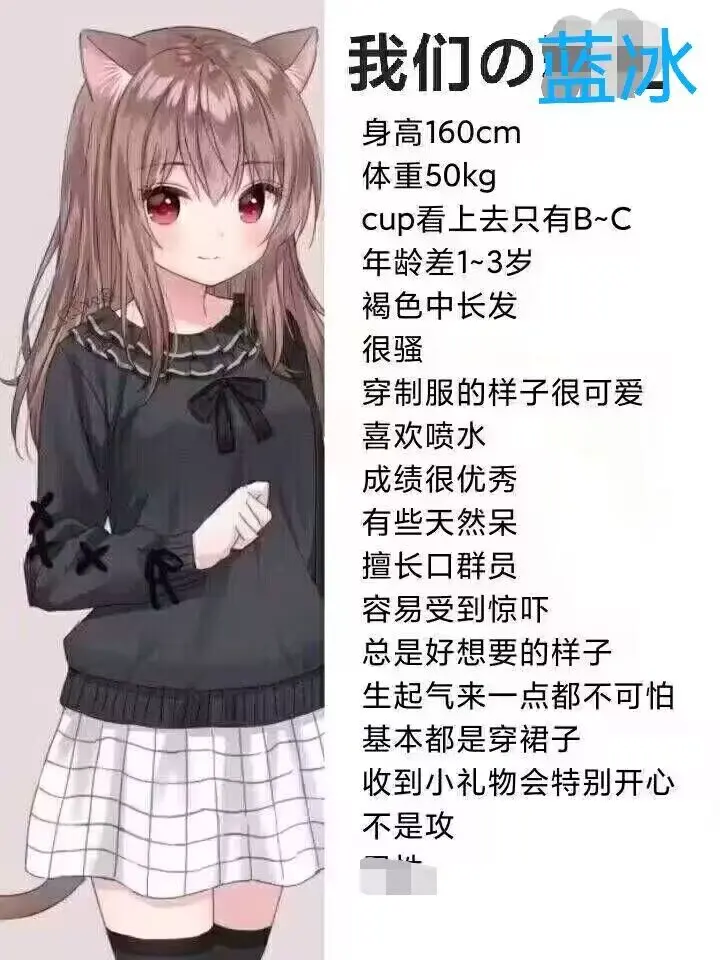 我们の蓝冰
身高160cm
体重50kg
cup看上去只有B~C
年龄差1~3岁
褐色中长发
很骚
穿制服的样子很可爱
喜欢喷水
成绩很优秀
有些天然呆
擅长口群员
容易受到惊吓
总是好想要的样子
生起气来一点都不可怕
基本都是穿裙子
收到小礼物会特别开心
不是攻